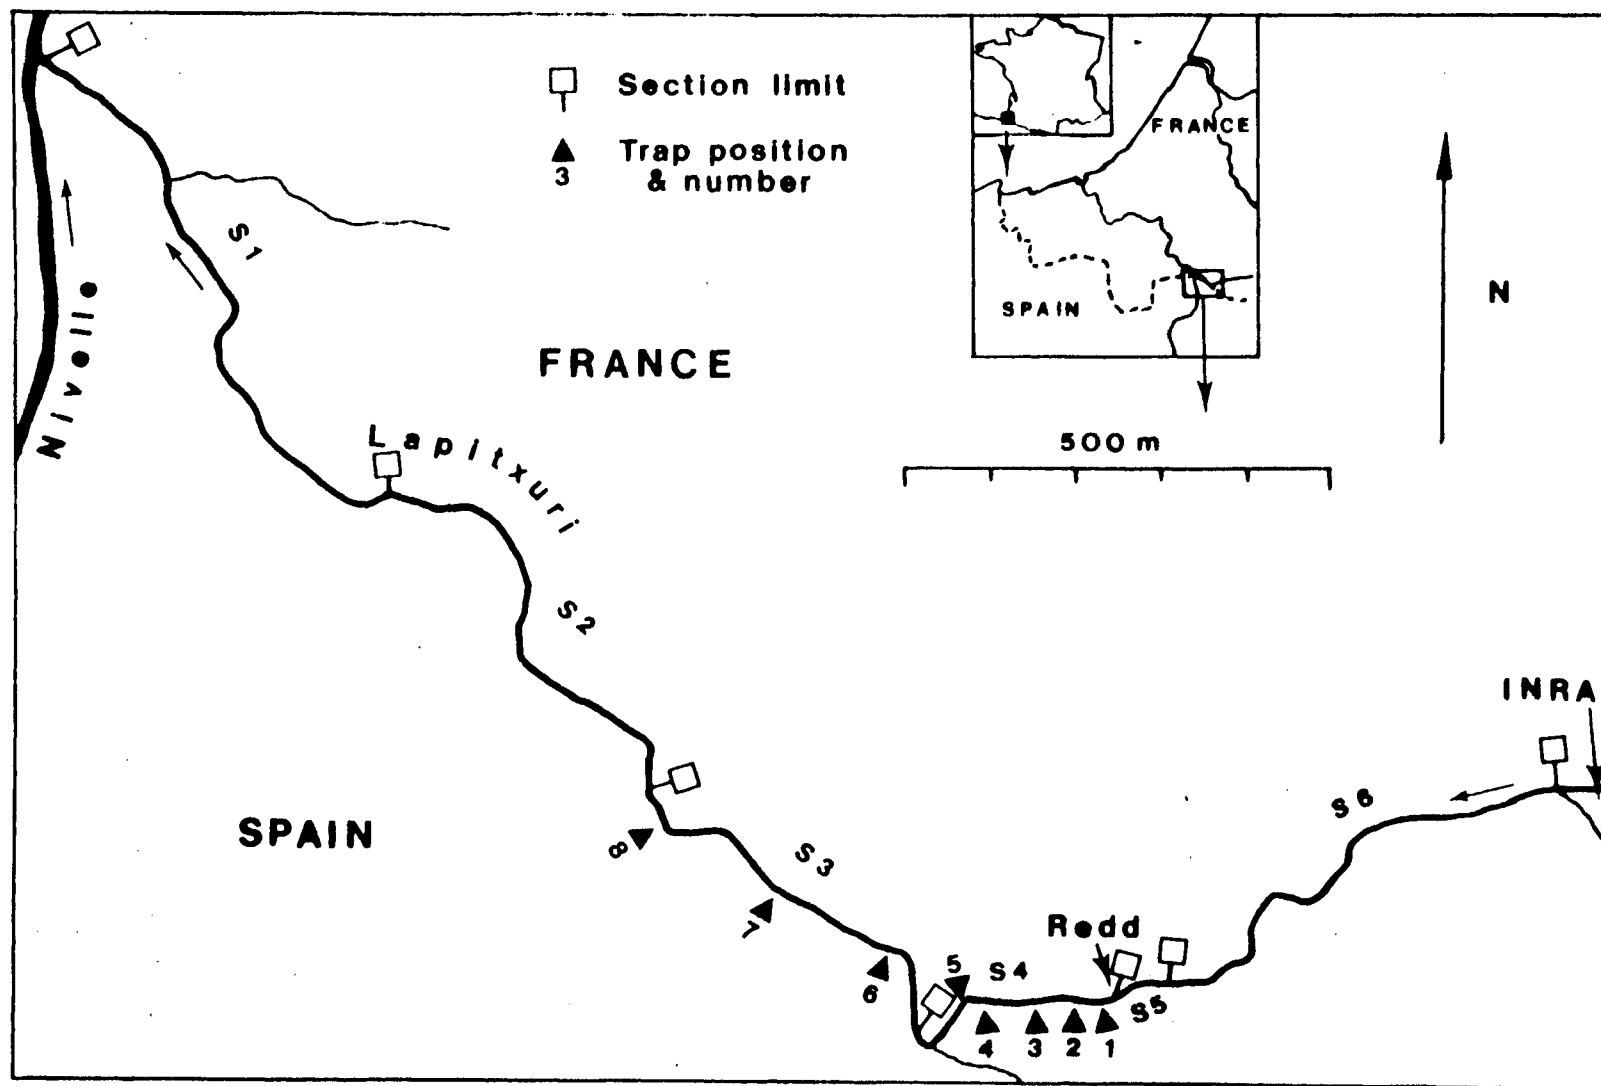 Section limit
Trap position
3 & number
FRANCE
SPAIN
N
500 m
Nivelle
S1
FRANCE
Lapitxuri
S2
INRA
SPAIN
S3
S6
8
7
6
5
S4
Redd
S5
4 3 2 1